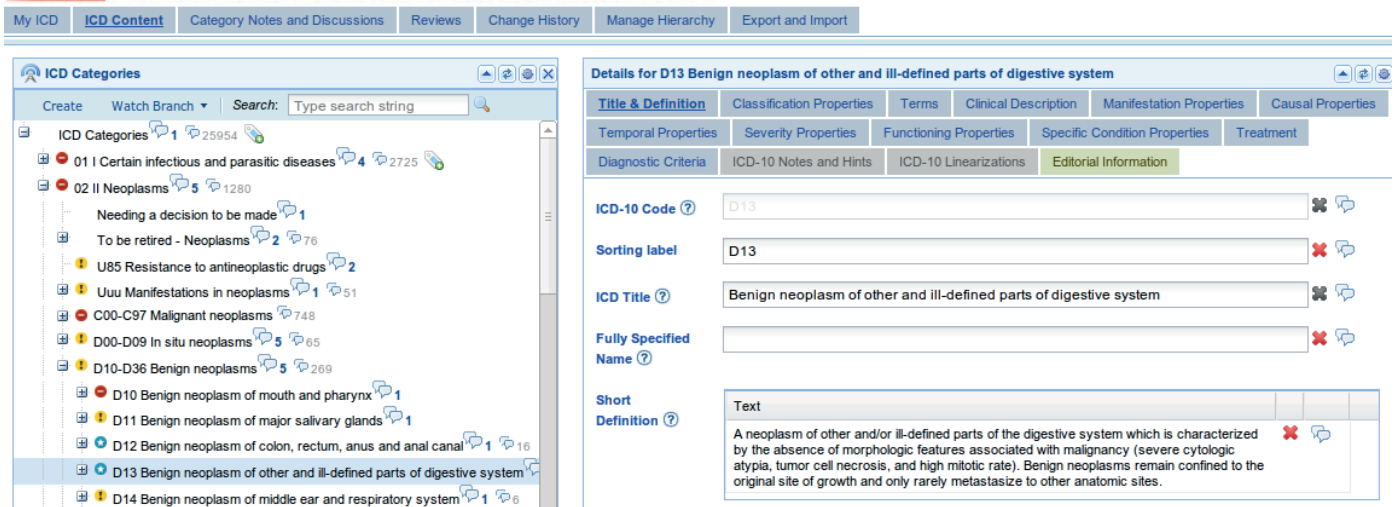 My ICD ICD Content Category Notes and Discussions Reviews Change History Manage Hierarchy Export and Import
ICD Categories
Create Watch Branch Search: Type search string
ICD Categories 1 25954
01 I Certain infectious and parasitic diseases 4 2725
02 II Neoplasms 5 1280
Needing a decision to be made 1
To be retired - Neoplasms 2 76
U85 Resistance to antineoplastic drugs 2
Uuu Manifestations in neoplasms 1 51
C00-C97 Malignant neoplasms 748
D00-D09 In situ neoplasms 5 65
D10-D36 Benign neoplasms 5 269
D10 Benign neoplasm of mouth and pharynx 1
D11 Benign neoplasm of major salivary glands 1
D12 Benign neoplasm of colon, rectum, anus and anal canal 1 16
D13 Benign neoplasm of other and ill-defined parts of digestive system
D14 Benign neoplasm of middle ear and respiratory system 1 6
Details for D13 Benign neoplasm of other and ill-defined parts of digestive system
Title & Definition Classification Properties Terms Clinical Description Manifestation Properties Causal Properties
Temporal Properties Severity Properties Functioning Properties Specific Condition Properties Treatment
Diagnostic Criteria ICD-10 Notes and Hints ICD-10 Linearizations Editorial Information
ICD-10 Code ? D13
Sorting label D13
ICD Title ? Benign neoplasm of other and ill-defined parts of digestive system
Fully Specified
Name ?
Short
Definition ?
Text
A neoplasm of other and/or ill-defined parts of the digestive system which is characterized
by the absence of morphologic features associated with malignancy (severe cytologic
atypia, tumor cell necrosis, and high mitotic rate). Benign neoplasms remain confined to the
original site of growth and only rarely metastasize to other anatomic sites.